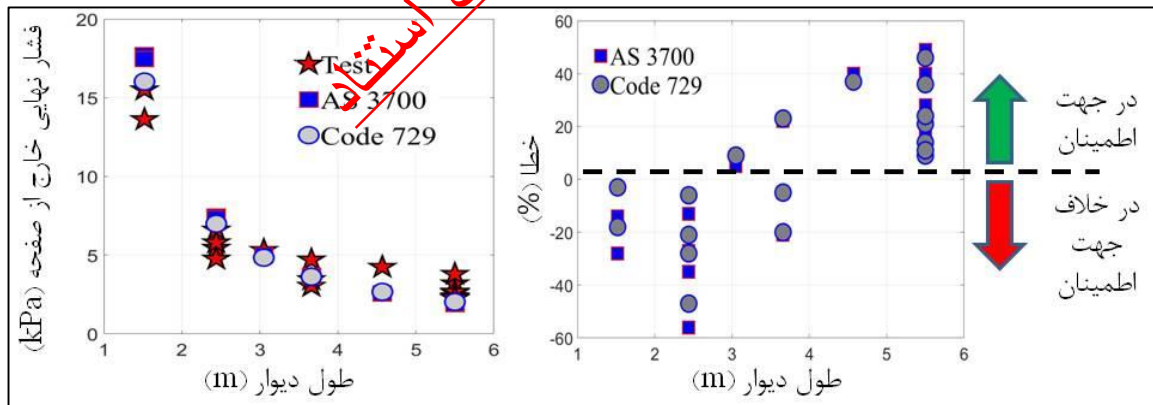 فشار نهایی خارج از صفحه (kPa)
20
15
10
5
0
1 2 3 4 5 6
طول دیوار (m)
Test
AS 3700
Code 729
استناد
خطا (%)
60
40
20
0
-20
-40
-60
1 2 3 4 5 6
طول دیوار (m)
AS 3700
Code 729
در جهت
اطمینان
در خلاف
جهت
اطمینان